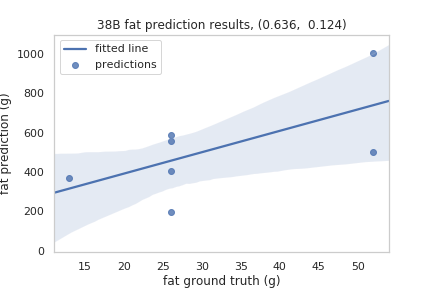 38B fat prediction results, (0.636,  0.124)
fitted line
predictions
fat prediction (g)
1000
800
600
400
200
0
15 20 25 30 35 40 45 50
fat ground truth (g)